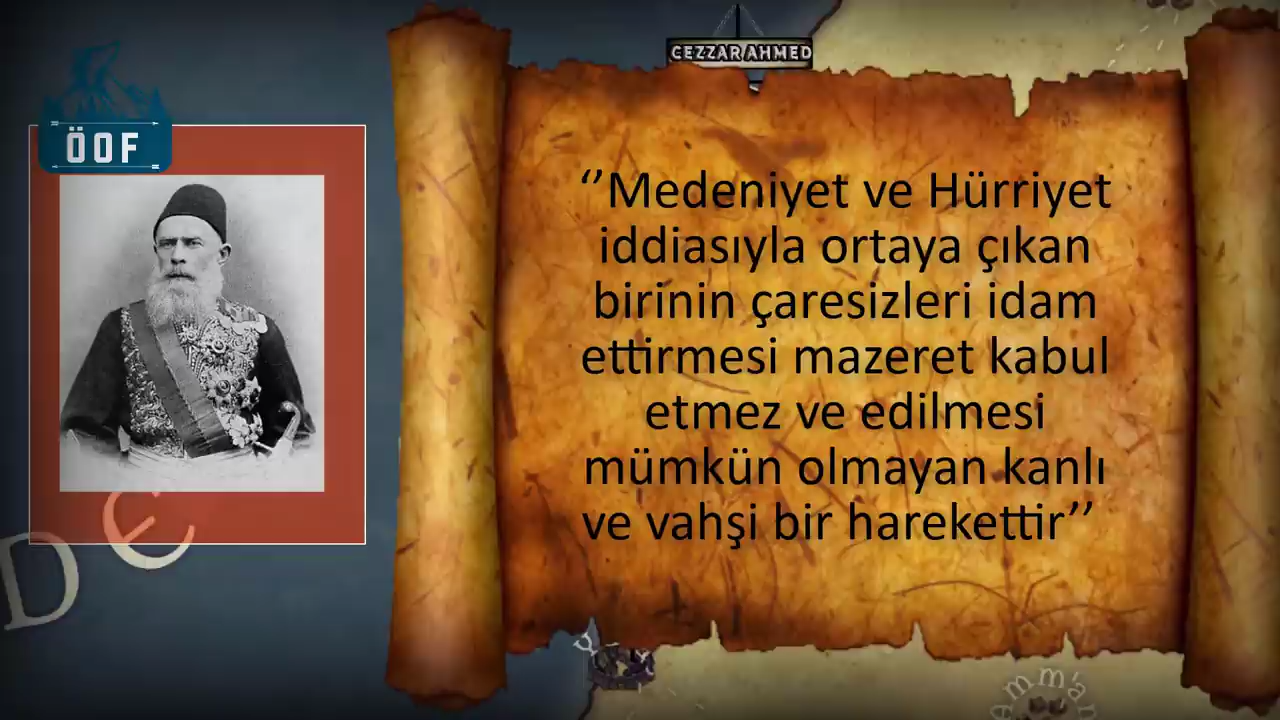 CEZZAR AHMED
ÖOF
‘’Medeniyet ve Hürriyet
iddiasıyla ortaya çıkan
birinin çaresizleri idam
ettirmesi mazeret kabul
etmez ve edilmesi
mümkün olmayan kanlı
ve vahşi bir harekettir’’
D E
mman